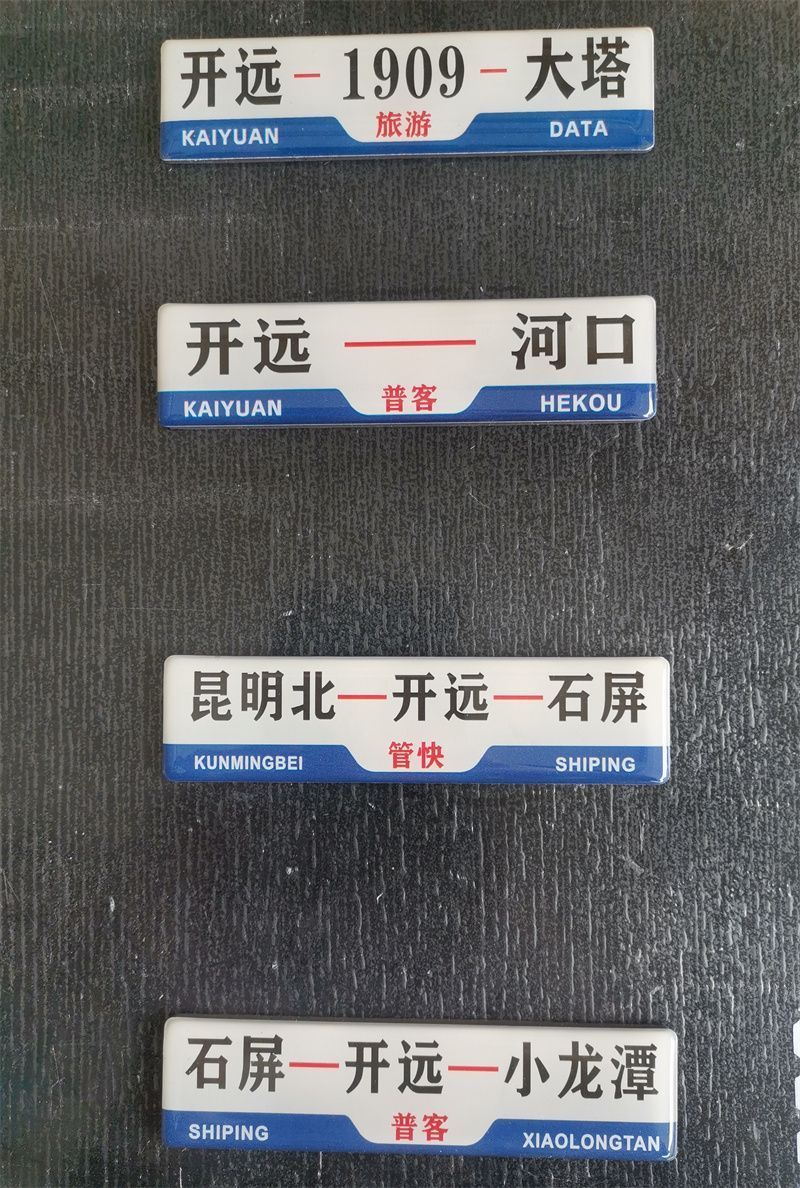 开远-1909-大塔
旅游
KAIYUAN DATA
开远—河口
普客
KAIYUAN HEKOU
昆明北—开远—石屏
管快
KUNMINGBEI SHIPING
石屏—开远—小龙潭
普客
SHIPING XIAOLONGTAN